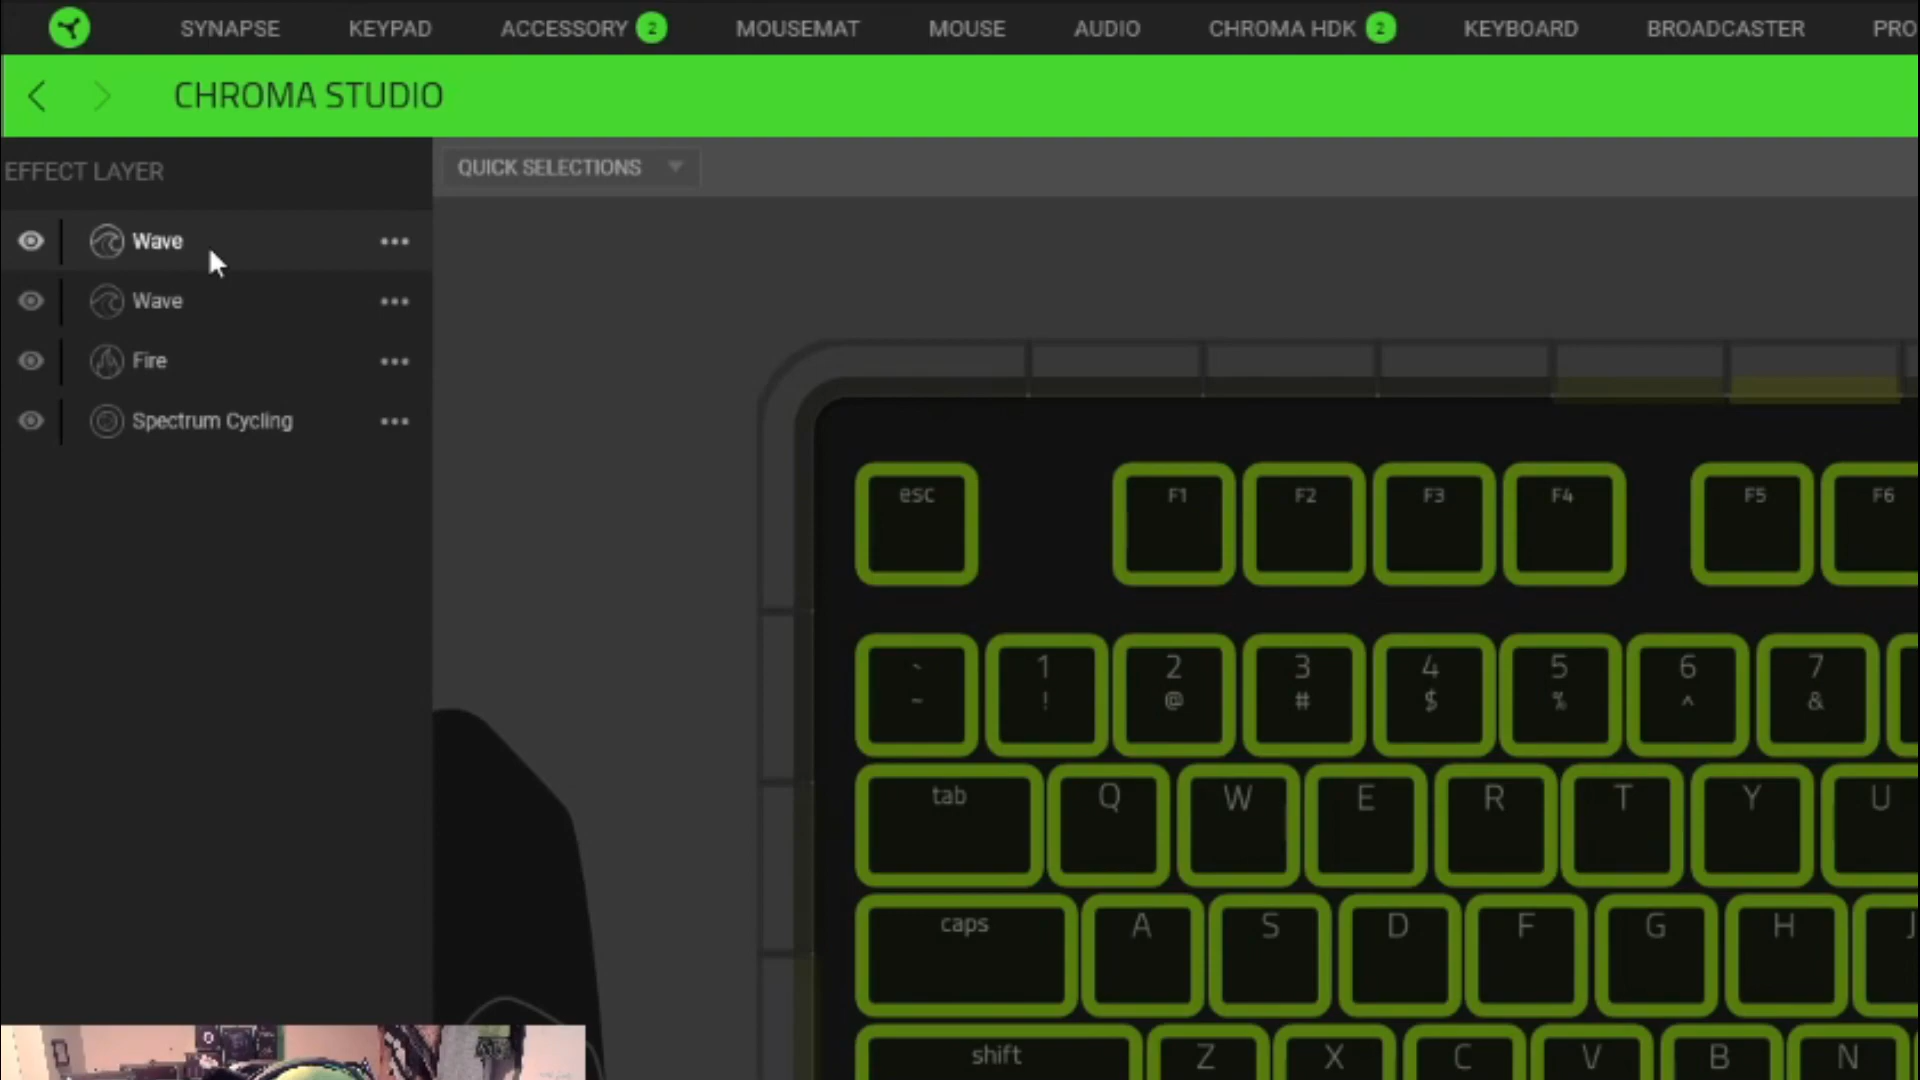 SYNAPSE KEYPAD ACCESSORY 2 MOUSEMAT MOUSE AUDIO CHROMA HDK 2 KEYBOARD BROADCASTER PRO
CHROMA STUDIO
EFFECT LAYER
QUICK SELECTIONS
Wave
Wave
Fire
Spectrum Cycling
esc F1 F2 F3 F4 F5 F6
` 1 2 3 4 5 6 7
~ ! @ # $ % ^ &
tab Q W E R T Y U
caps A S D F G H J
shift Z X C V B N